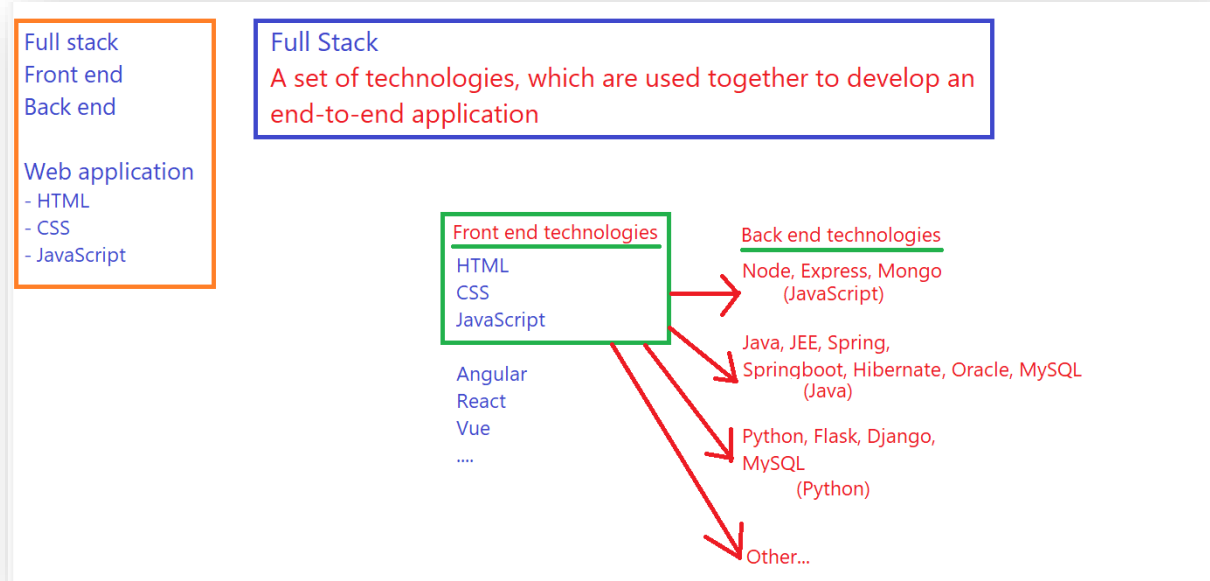 Full stack
Front end
Back end
Web application
- HTML
- CSS
- JavaScript
Full Stack
A set of technologies, which are used together to develop an
end-to-end application
Front end technologies
HTML
CSS
JavaScript
Angular
React
Vue
....
Back end technologies
Node, Express, Mongo
(JavaScript)
Java, JEE, Spring,
Springboot, Hibernate, Oracle, MySQL
(Java)
Python, Flask, Django,
MySQL
(Python)
Other...